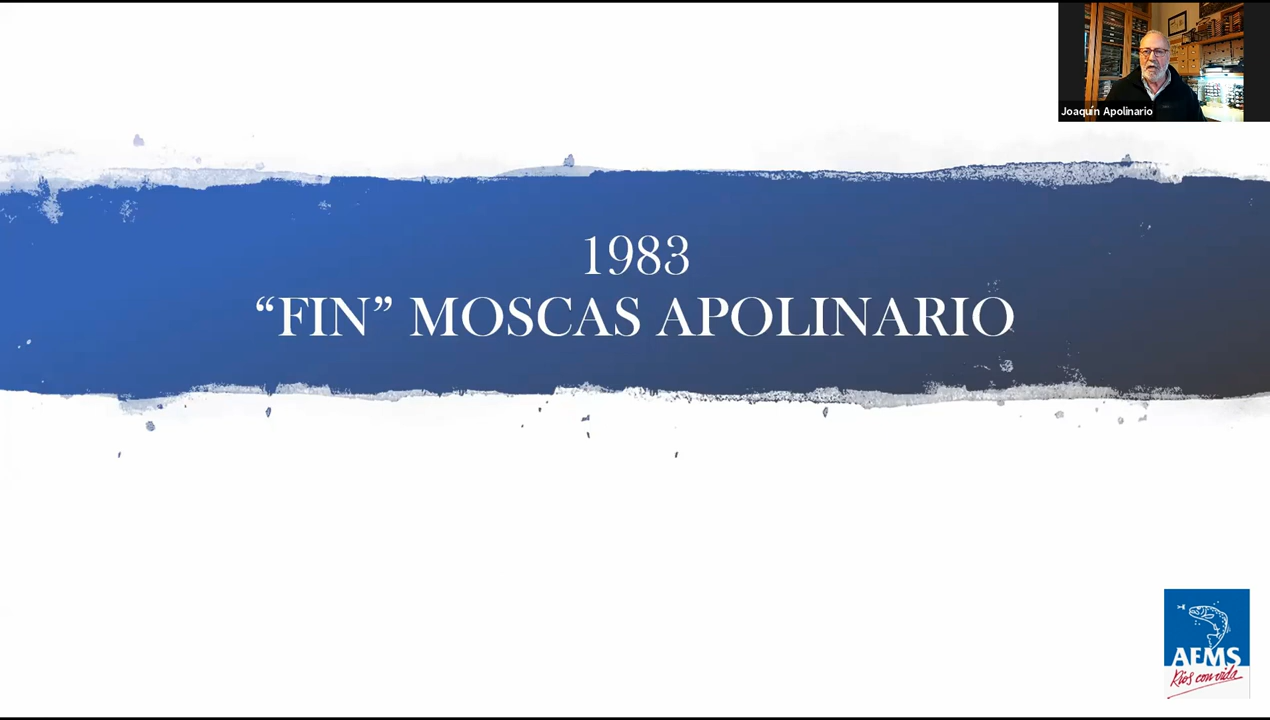 Joaquín Apolinario
1983
“FIN” MOSCAS APOLINARIO
AEMS
Ríos con vida